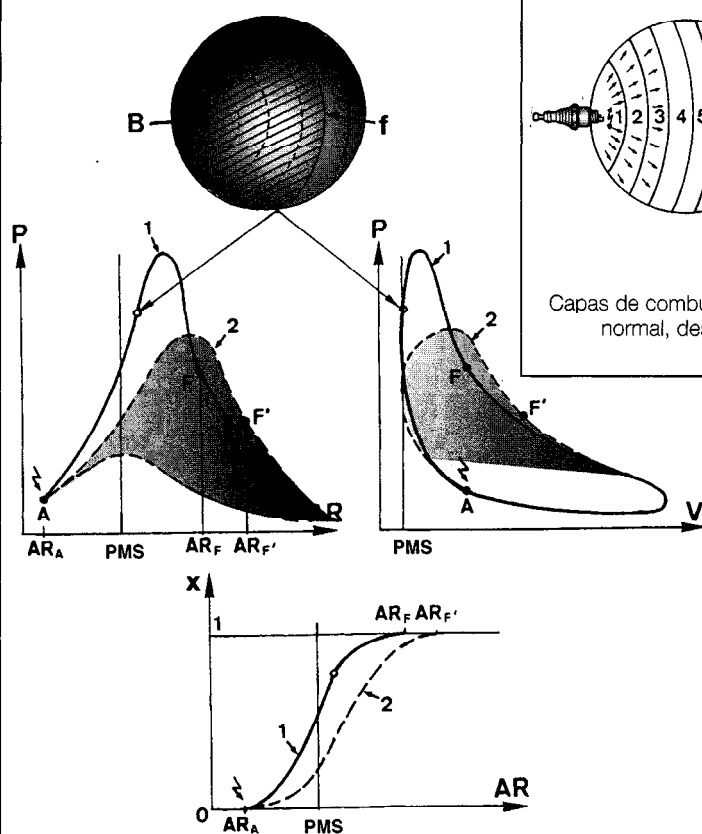 B
f
1 2 3 4 5
Capas de combu
normal, des
P
1
2
F
F'
A
R
AR_A PMS AR_F AR_F'
P
1
2
F
F'
A
V
PMS
x
1
AR_F AR_F'
1
2
0
AR_A PMS
AR